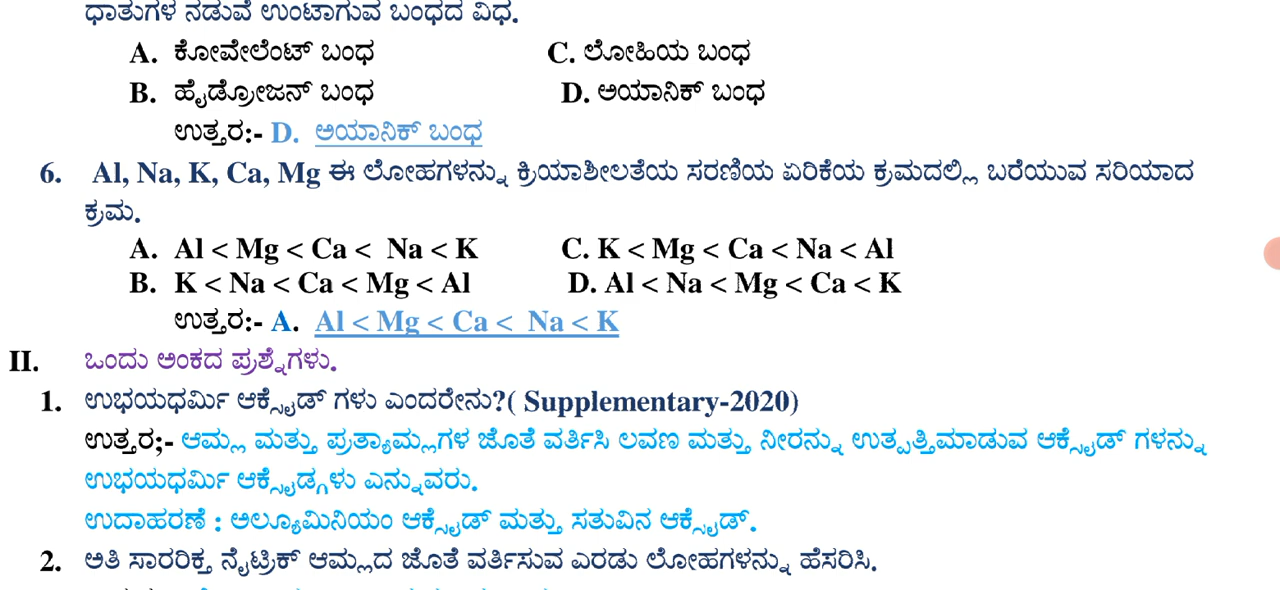 ಧಾತುಗಳ ನಡುವೆ ಉಂಟಾಗುವ ಬಂಧದ ವಿಧ.
A. ಕೋವೇಲೆಂಟ್ ಬಂಧ C. ಲೋಹಿಯ ಬಂಧ
B. ಹೈಡ್ರೋಜನ್ ಬಂಧ D. ಅಯಾನಿಕ್ ಬಂಧ
ಉತ್ತರ:- D. ಅಯಾನಿಕ್ ಬಂಧ
6. Al, Na, K, Ca, Mg ಈ ಲೋಹಗಳನ್ನು ಕ್ರಿಯಾಶೀಲತೆಯ ಸರಣಿಯ ಏರಿಕೆಯ ಕ್ರಮದಲ್ಲಿ ಬರೆಯುವ ಸರಿಯಾದ
ಕ್ರಮ.
A. Al < Mg < Ca < Na < K C. K < Mg < Ca < Na < Al
B. K < Na < Ca < Mg < Al D. Al < Na < Mg < Ca < K
ಉತ್ತರ:- A. Al < Mg < Ca < Na < K
II. ಒಂದು ಅಂಕದ ಪ್ರಶ್ನೆಗಳು.
1. ಉಭಯಧರ್ಮಿ ಆಕ್ಸೈಡ್ ಗಳು ಎಂದರೇನು?( Supplementary-2020)
ಉತ್ತರ;- ಆಮ್ಲ ಮತ್ತು ಪ್ರತ್ಯಾಮ್ಲಗಳ ಜೊತೆ ವರ್ತಿಸಿ ಲವಣ ಮತ್ತು ನೀರನ್ನು ಉತ್ಪತ್ತಿಮಾಡುವ ಆಕ್ಸೈಡ್ ಗಳನ್ನು
ಉಭಯಧರ್ಮಿ ಆಕ್ಸೈಡ್ಗಳು ಎನ್ನುವರು.
ಉದಾಹರಣೆ : ಅಲ್ಯೂಮಿನಿಯಂ ಆಕ್ಸೈಡ್ ಮತ್ತು ಸತುವಿನ ಆಕ್ಸೈಡ್.
2. ಅತಿ ಸಾರರಿಕ್ತ ನೈಟ್ರಿಕ್ ಆಮ್ಲದ ಜೊತೆ ವರ್ತಿಸುವ ಎರಡು ಲೋಹಗಳನ್ನು ಹೆಸರಿಸಿ.